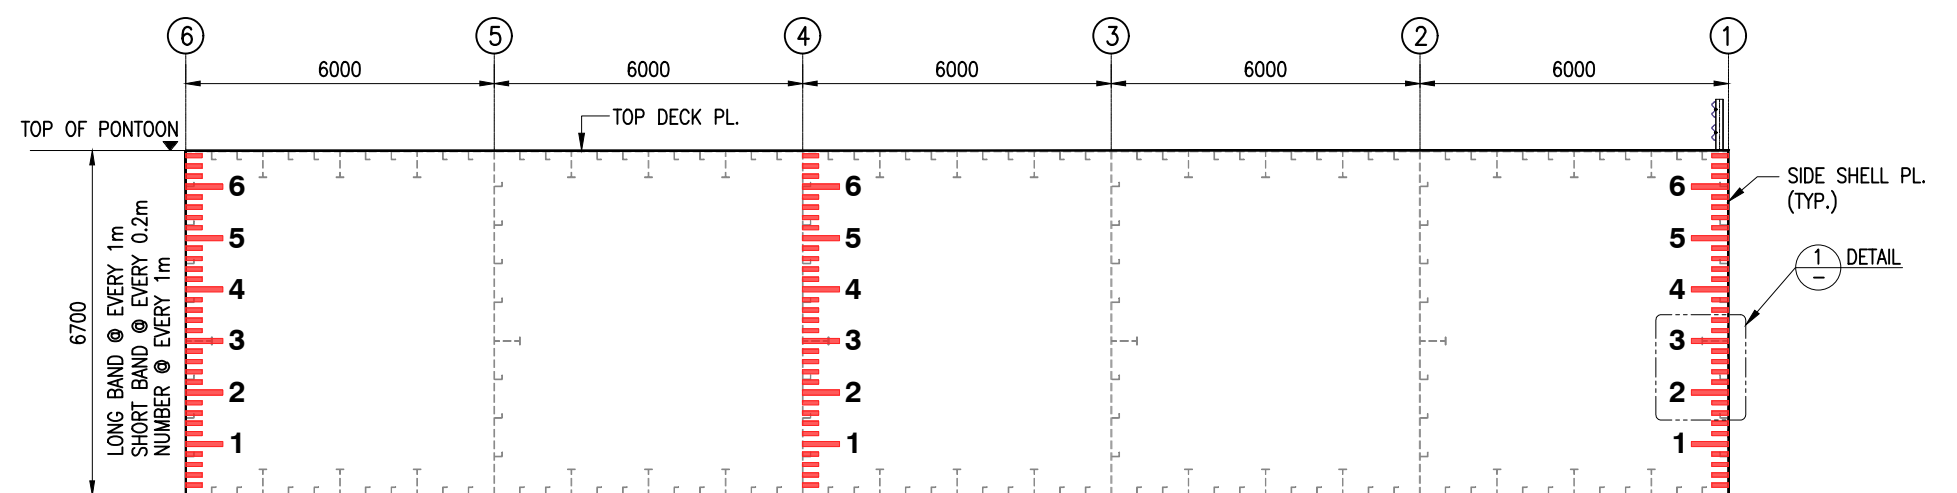 6 5 4 3 2 1
6000 6000 6000 6000 6000
TOP OF PONTOON
TOP DECK PL.
6700
LONG BAND @ EVERY 1m
SHORT BAND @ EVERY 0.2m
NUMBER @ EVERY 1m
6 6 6
5 5 5
4 4 4
3 3 3
2 2 2
1 1 1
SIDE SHELL PL.
(TYP.)
1 DETAIL
–